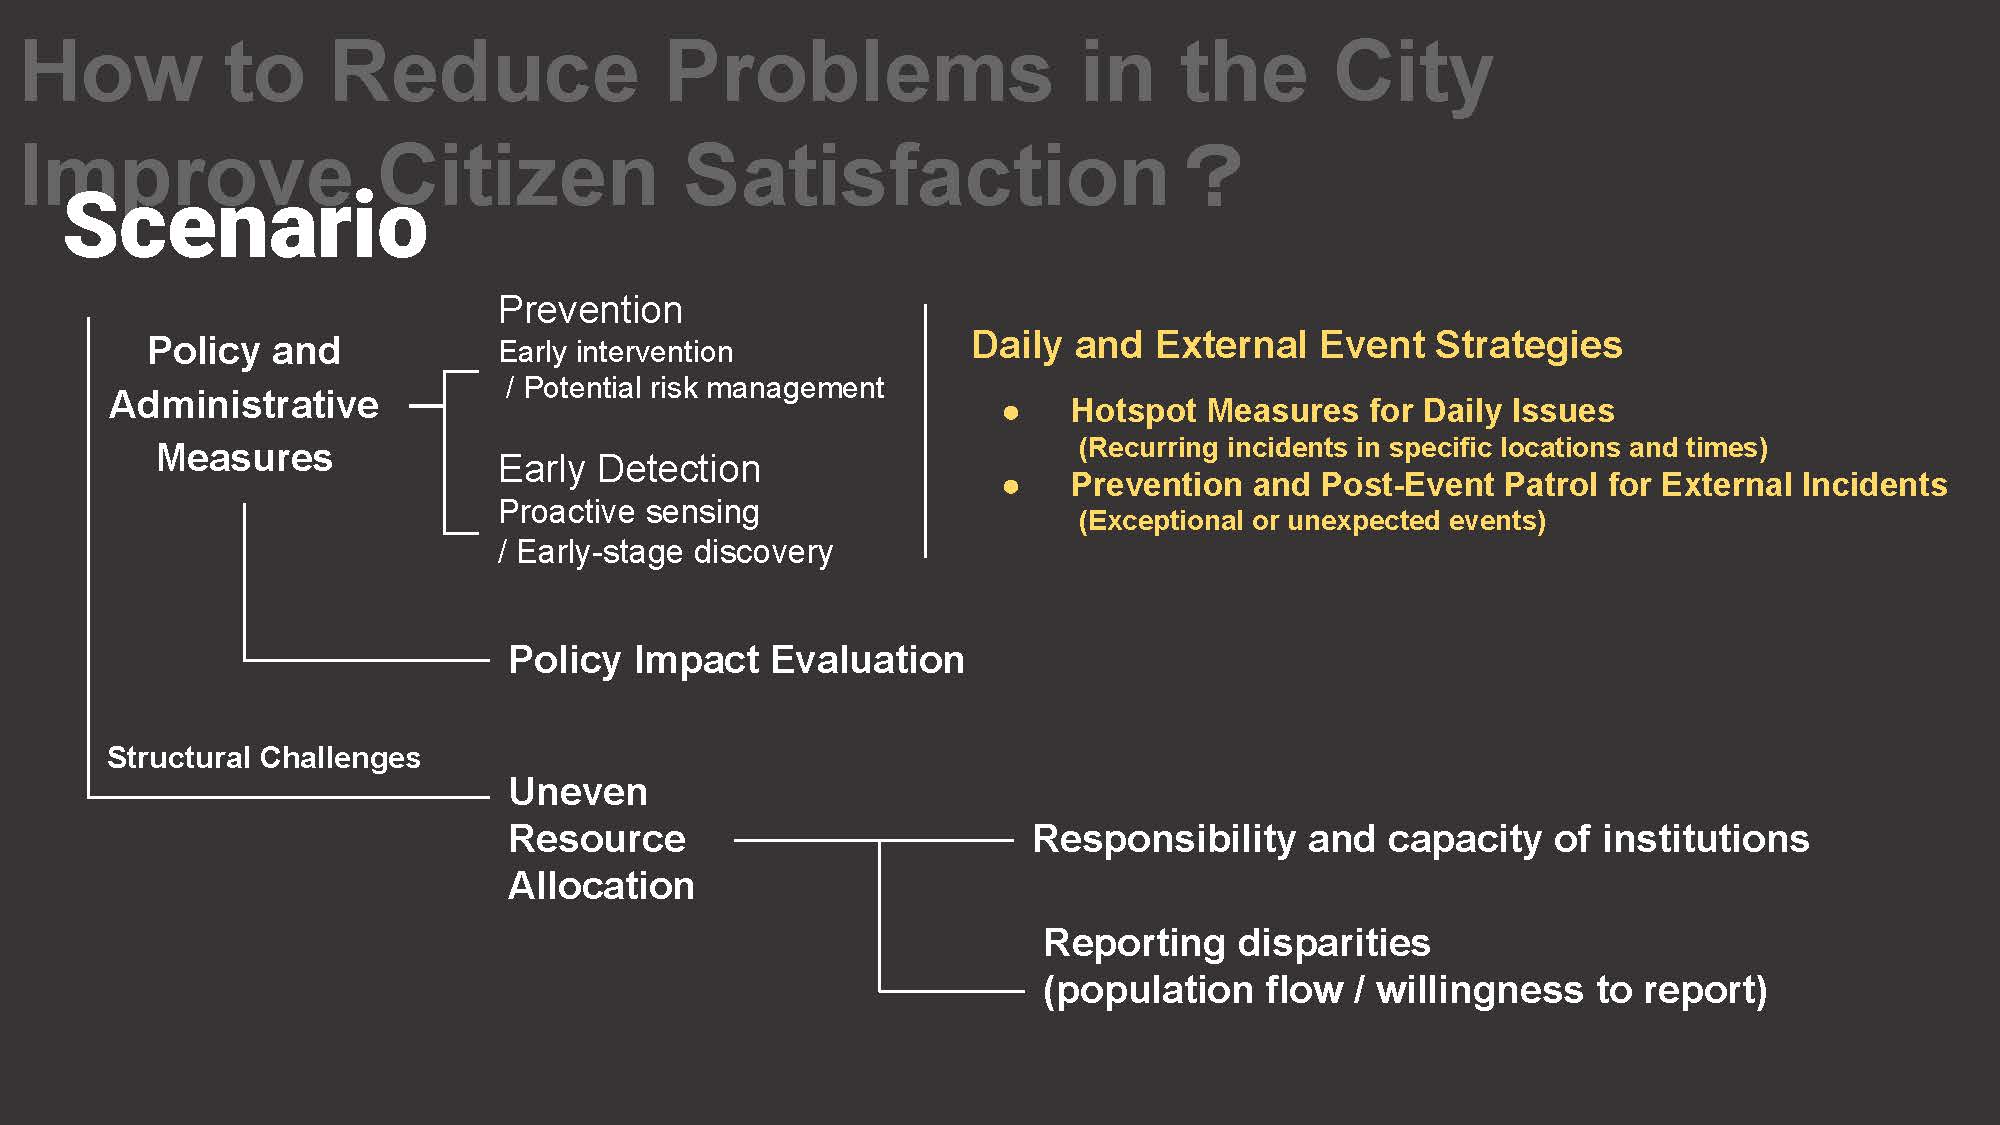 How to Reduce Problems in the City
Improve Citizen Satisfaction？
Scenario
Policy and
Administrative
Measures
Prevention
Early intervention
/ Potential risk management
Early Detection
Proactive sensing
/ Early-stage discovery
Daily and External Event Strategies
● Hotspot Measures for Daily Issues
(Recurring incidents in specific locations and times)
● Prevention and Post-Event Patrol for External Incidents
(Exceptional or unexpected events)
Policy Impact Evaluation
Structural Challenges
Uneven
Resource
Allocation
Responsibility and capacity of institutions
Reporting disparities
(population flow / willingness to report)